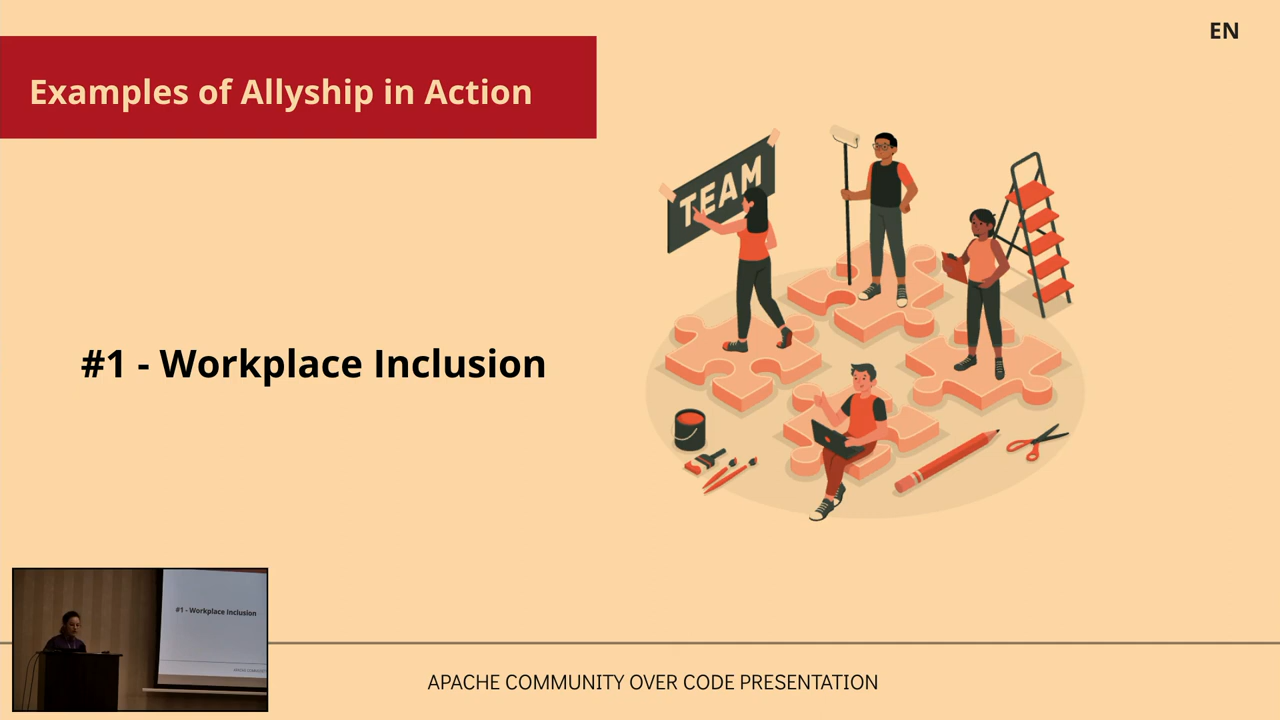 EN
Examples of Allyship in Action
TEAM
#1 - Workplace Inclusion
#1 - Workplace Inclusion
APACHE COMMUNITY OVER CODE PRESENTATION